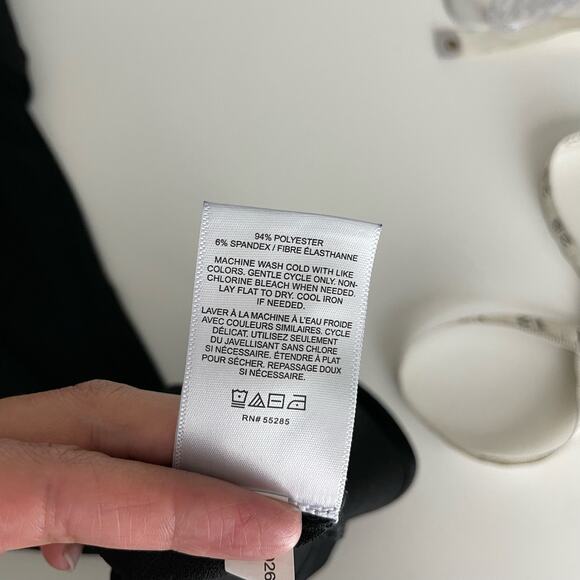 94% POLYESTER
6% SPANDEX / FIBRE ÉLASTHANNE
MACHINE WASH COLD WITH LIKE
COLORS. GENTLE CYCLE ONLY. NON-
CHLORINE BLEACH WHEN NEEDED.
LAY FLAT TO DRY. COOL IRON
IF NEEDED.
LAVER À LA MACHINE À L'EAU FROIDE
AVEC COULEURS SIMILAIRES. CYCLE
DÉLICAT. UTILISEZ SEULEMENT
DU JAVELLISANT SANS CHLORE
SI NÉCESSAIRE. ÉTENDRE À PLAT
POUR SÉCHER. REPASSAGE DOUX
SI NÉCESSAIRE.
RN# 55285